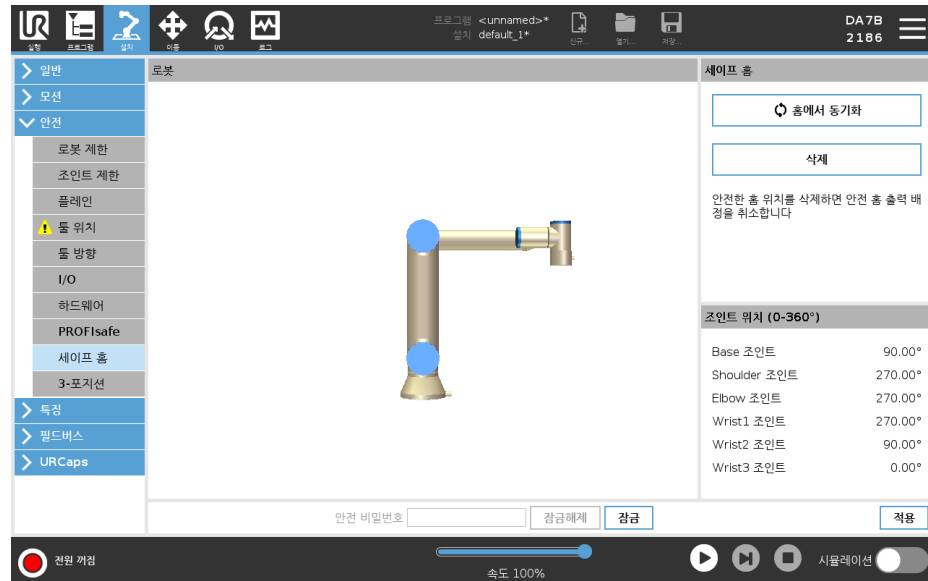 UR
프로그램 <unnamed>*
설치 default_1*
DA7B
2186
실행
프로그램
설치
이동
I/O
로그
신규...
열기...
저장...
일반
모션
안전
로봇 제한
조인트 제한
플레인
툴 위치
툴 방향
I/O
하드웨어
PROFIsafe
세이프 홈
3-포지션
특징
필드버스
URCaps
로봇
세이프 홈
홈에서 동기화
삭제
안전한 홈 위치를 삭제하면 안전 홈 출력 배
정을 취소합니다
조인트 위치 (0-360°)
Base 조인트 90.00°
Shoulder 조인트 270.00°
Elbow 조인트 270.00°
Wrist1 조인트 270.00°
Wrist2 조인트 90.00°
Wrist3 조인트 0.00°
안전 비밀번호
잠금해제
잠금
적용
전원 꺼짐
속도 100%
시뮬레이션